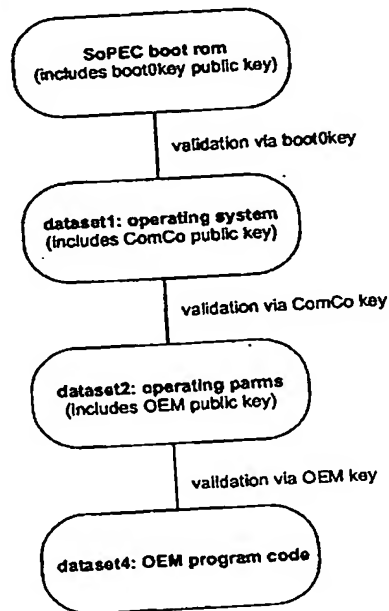 SoPEC boot rom
(includes boot0key public key)
validation via boot0key
dataset1: operating system
(includes ComCo public key)
validation via ComCo key
dataset2: operating parms
(includes OEM public key)
validation via OEM key
dataset4: OEM program code